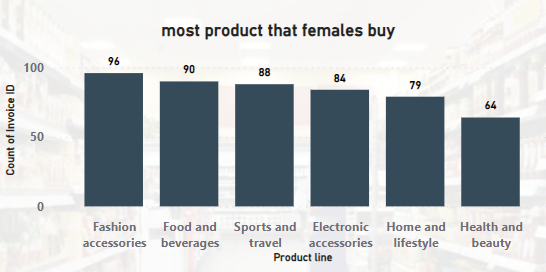 most product that females buy
Count of Invoice ID
100
50
0
96
90
88
84
79
64
Fashion accessories
Food and beverages
Sports and travel
Electronic accessories
Home and lifestyle
Health and beauty
Product line